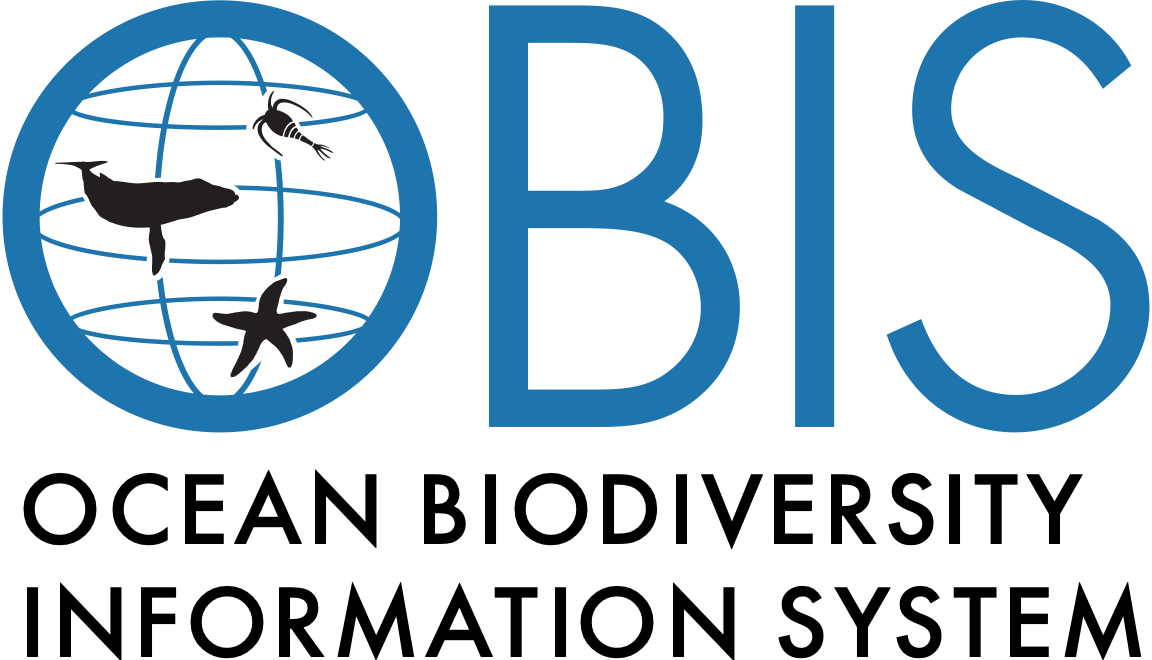 OBIS
OCEAN BIODIVERSITY
INFORMATION SYSTEM